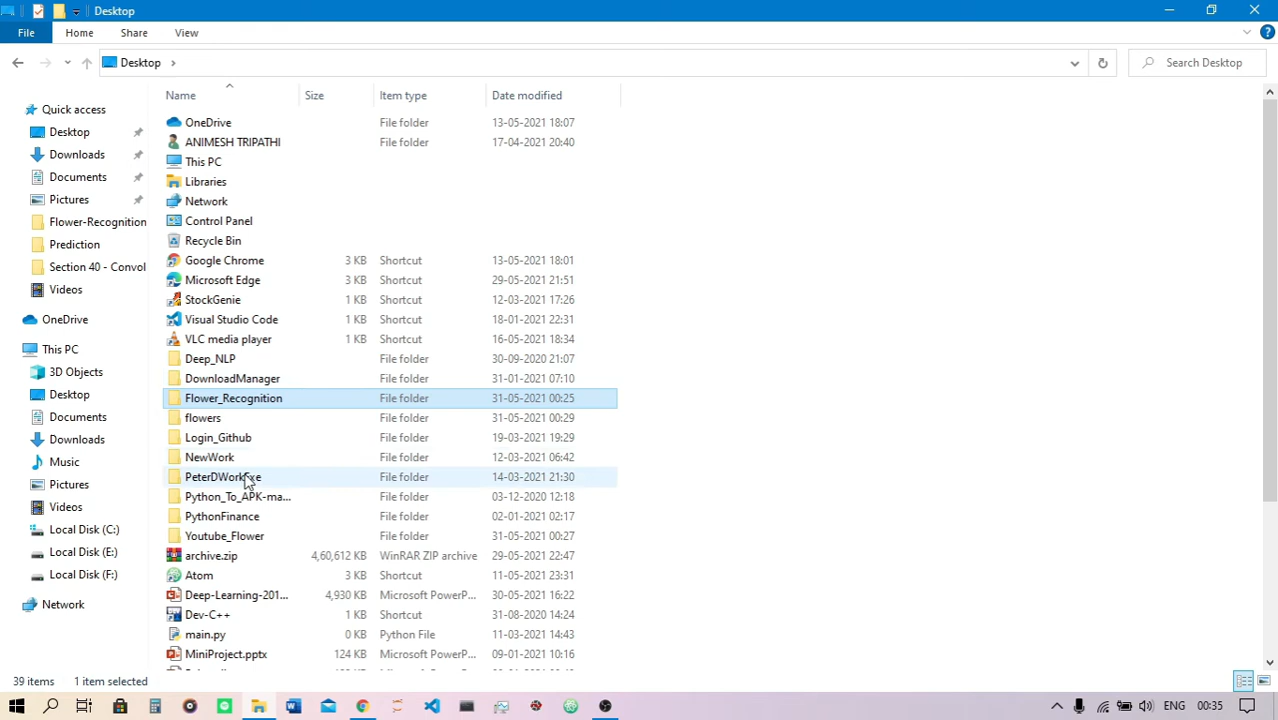 Desktop
File Home Share View
Desktop
Search Desktop
Name Size Item type Date modified
Quick access
Desktop
Downloads
Documents
Pictures
Flower-Recognition
Prediction
Section 40 - Convol
Videos
OneDrive
This PC
3D Objects
Desktop
Documents
Downloads
Music
Pictures
Videos
Local Disk (C:)
Local Disk (E:)
Local Disk (F:)
Network
OneDrive File folder 13-05-2021 18:07
ANIMESH TRIPATHI File folder 17-04-2021 20:40
This PC
Libraries
Network
Control Panel
Recycle Bin
Google Chrome 3 KB Shortcut 13-05-2021 18:01
Microsoft Edge 3 KB Shortcut 29-05-2021 21:51
StockGenie 1 KB Shortcut 12-03-2021 17:26
Visual Studio Code 1 KB Shortcut 18-01-2021 22:31
VLC media player 1 KB Shortcut 16-05-2021 18:34
Deep_NLP File folder 30-09-2020 21:07
DownloadManager File folder 31-01-2021 07:10
Flower_Recognition File folder 31-05-2021 00:25
flowers File folder 31-05-2021 00:29
Login_Github File folder 19-03-2021 19:29
NewWork File folder 12-03-2021 06:42
File folder 14-03-2021 21:30
Python_To_APK-ma... File folder 03-12-2020 12:18
PythonFinance File folder 02-01-2021 02:17
Youtube_Flower File folder 31-05-2021 00:27
archive.zip 4,60,612 KB WinRAR ZIP archive 29-05-2021 22:47
Atom 3 KB Shortcut 11-05-2021 23:31
Deep-Learning-201... 4,930 KB Microsoft PowerP... 30-05-2021 16:22
Dev-C++ 1 KB Shortcut 31-08-2020 14:24
main.py 0 KB Python File 11-03-2021 14:43
MiniProject.pptx 124 KB Microsoft PowerP... 09-01-2021 10:16
39 items 1 item selected
ENG 00:35